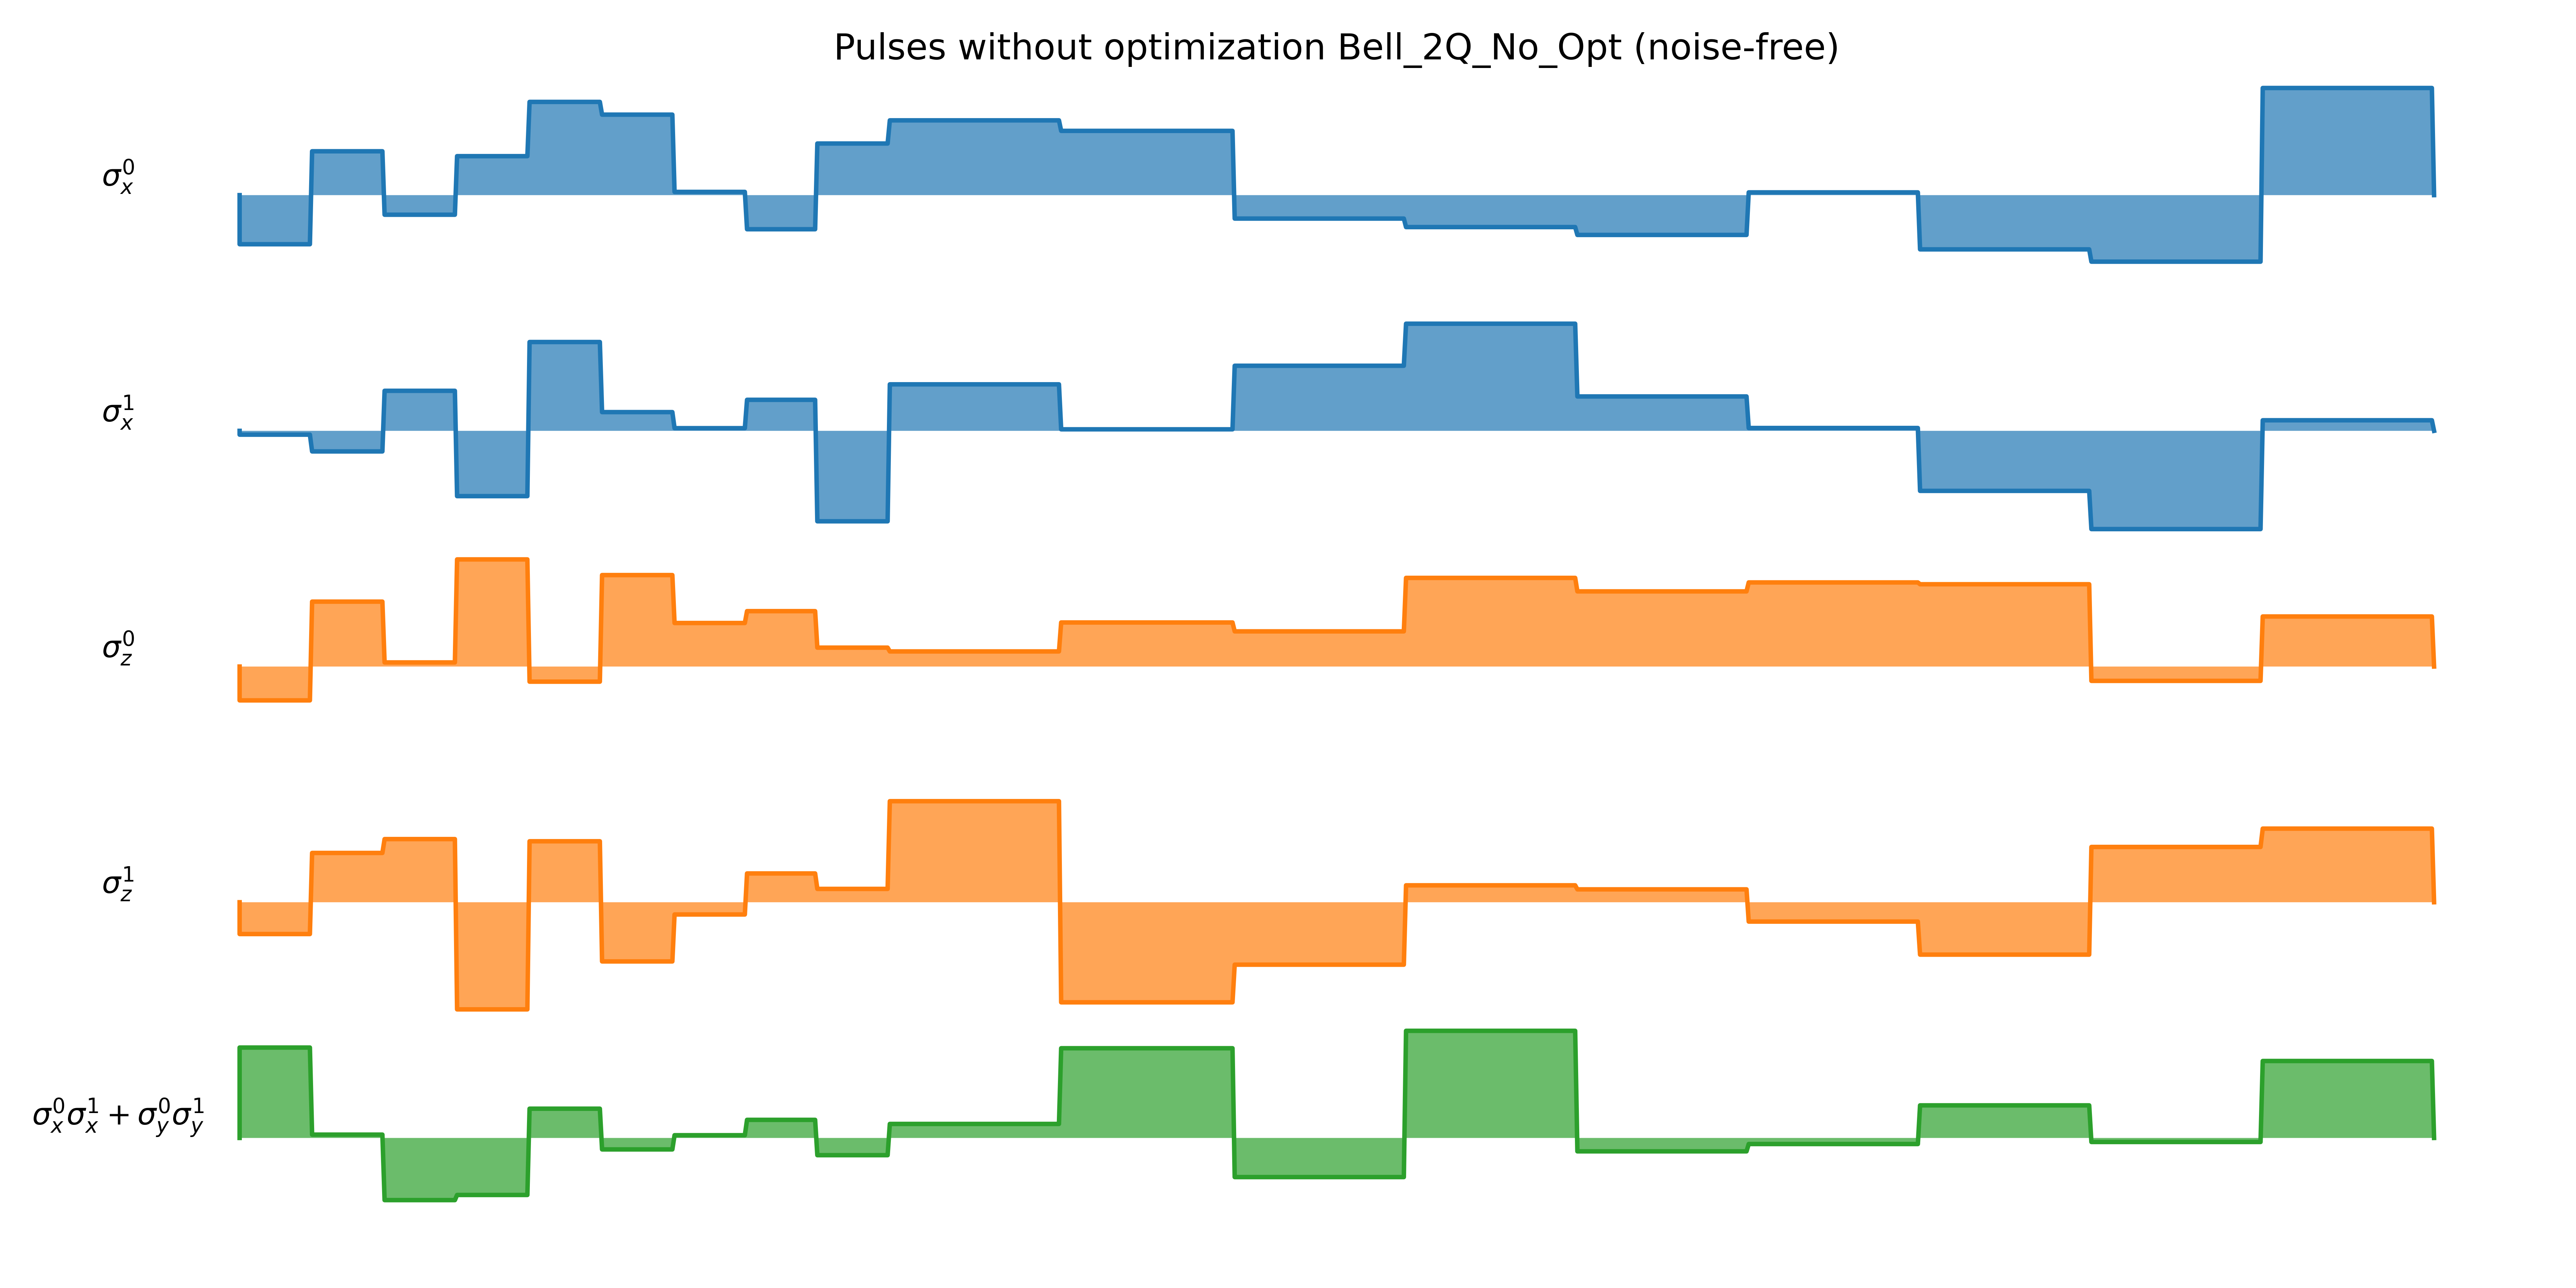 Pulses without optimization Bell_2Q_No_Opt (noise-free)
σ_x^0
σ_x^1
σ_z^0
σ_z^1
σ_x^0σ_x^1 + σ_y^0σ_y^1